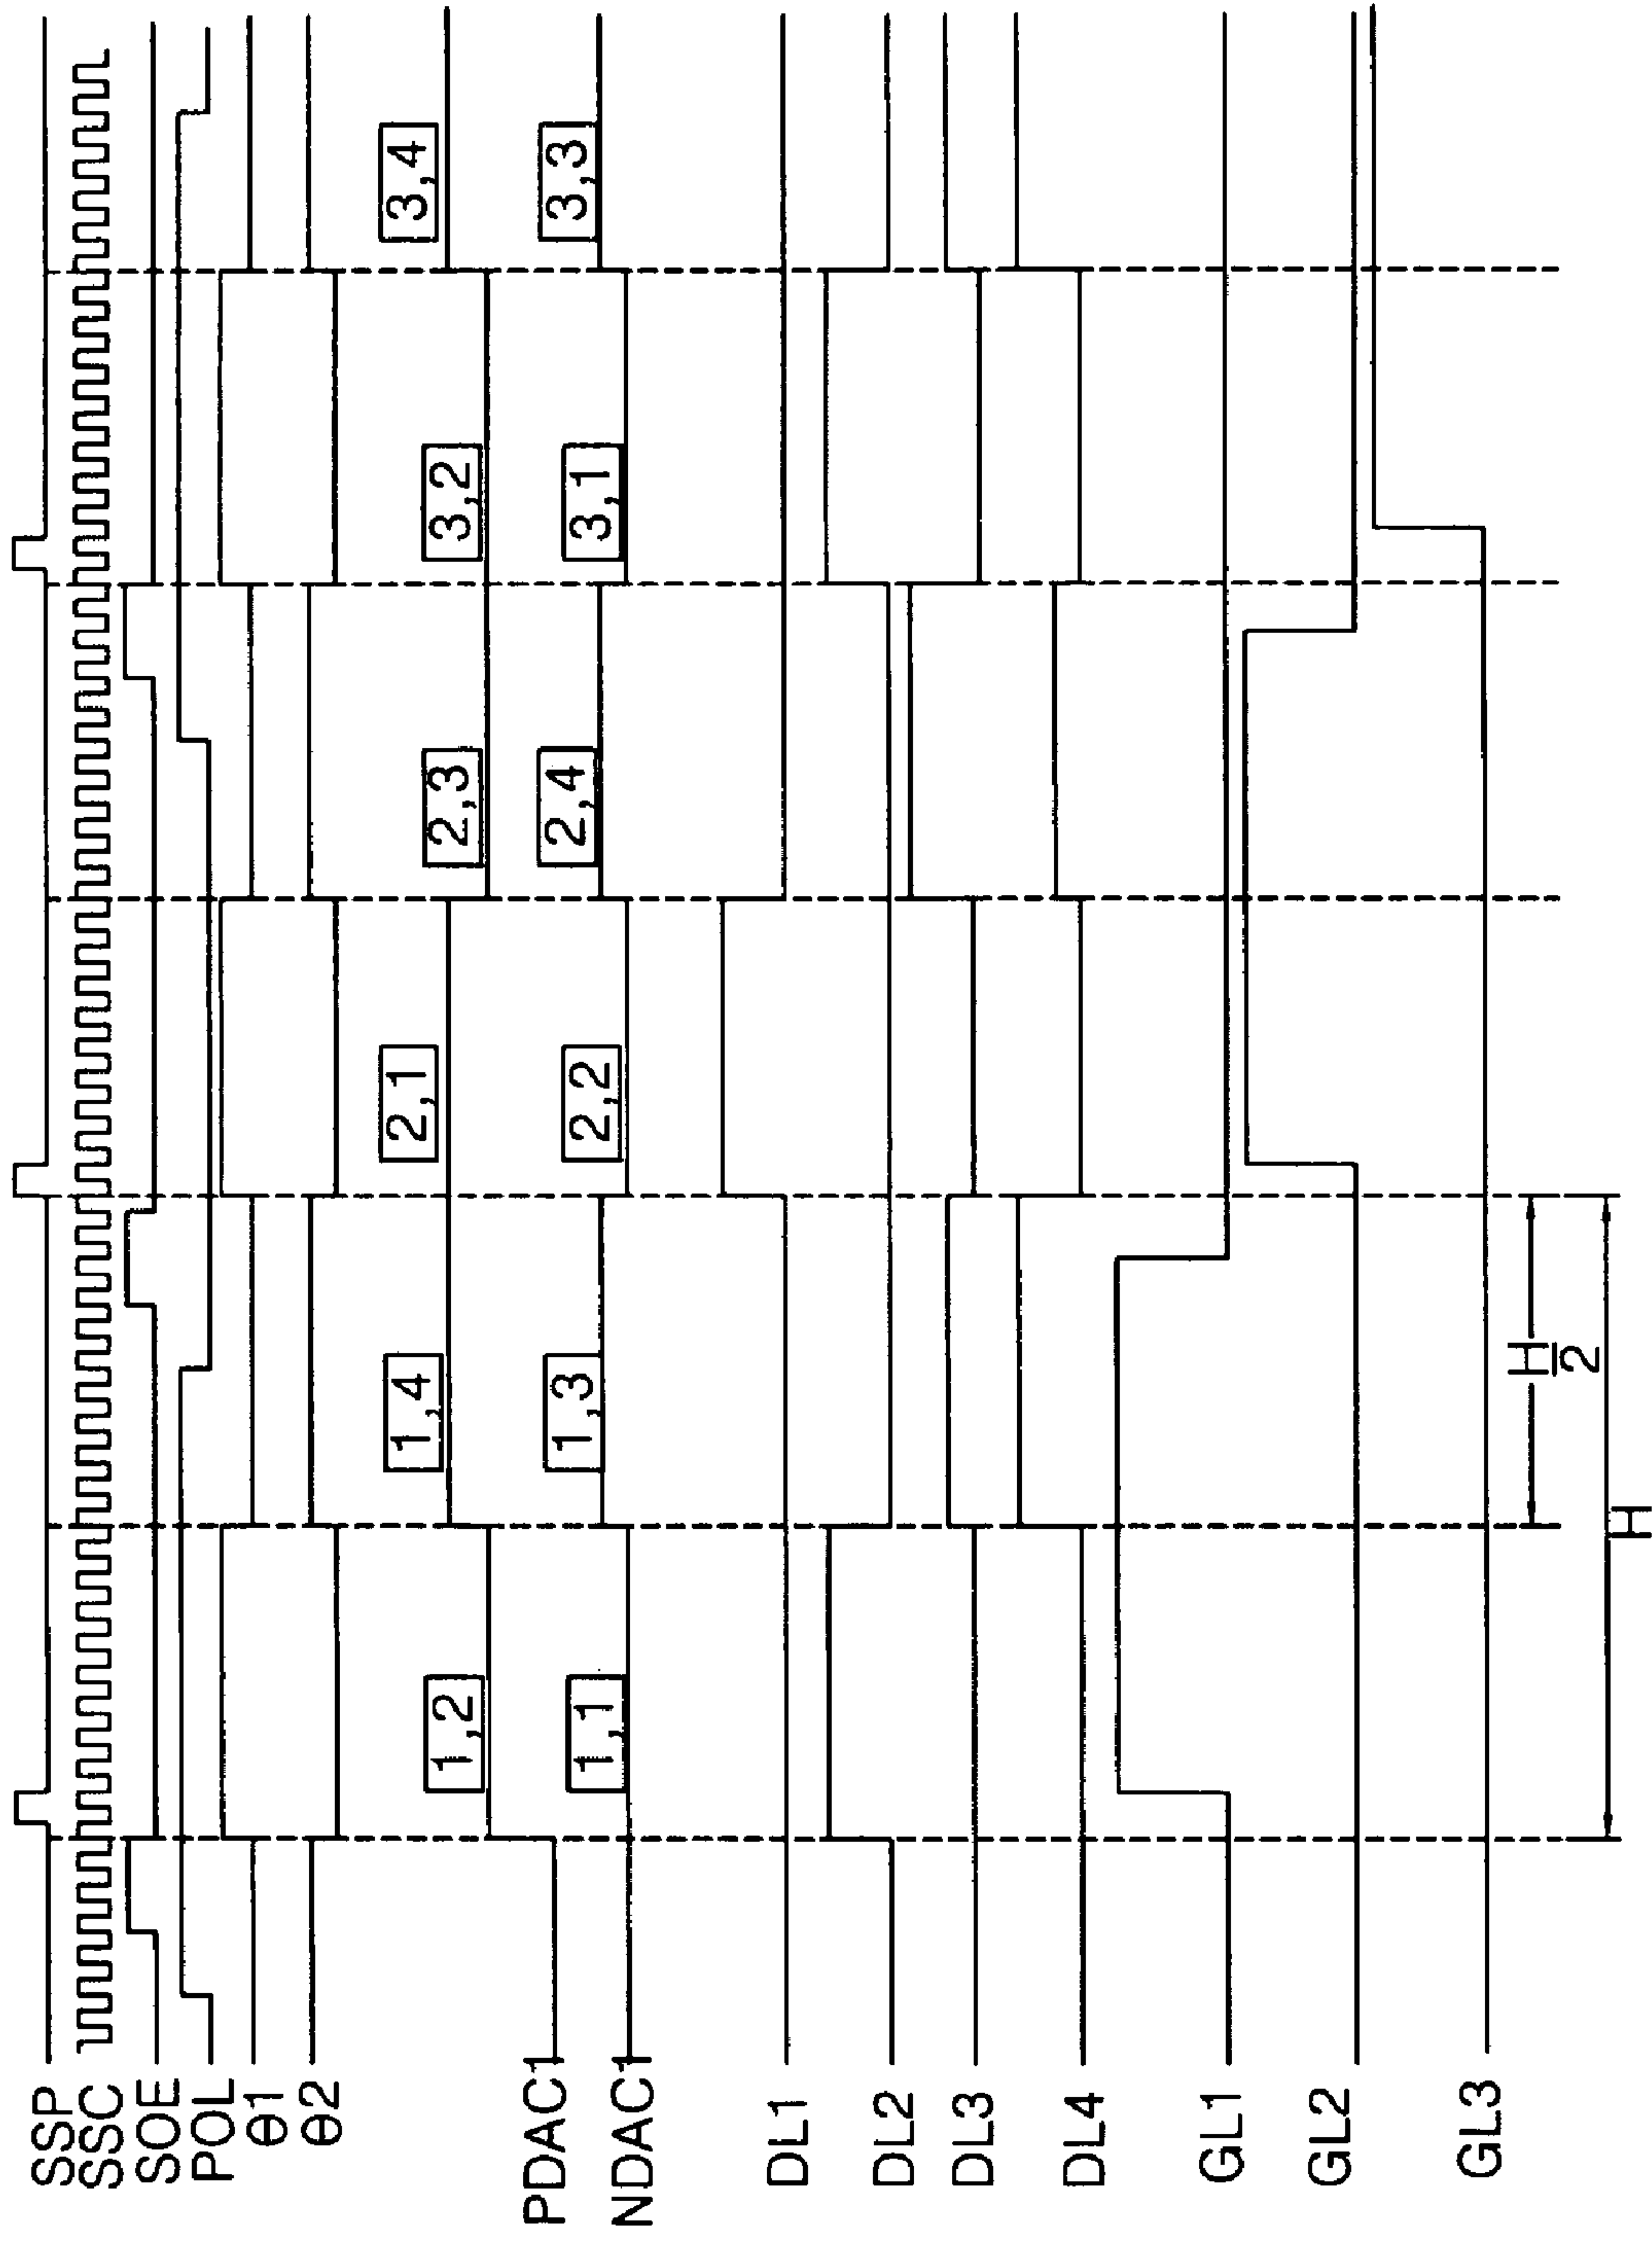 SSP
SSC
SOE
POL
θ1
θ2
PDAC1
1,2
1,4
2,1
2,3
3,2
3,4
NDAC1
1,1
1,3
2,2
2,4
3,1
3,3
DL1
DL2
DL3
DL4
GL1
GL2
GL3
H/2
H